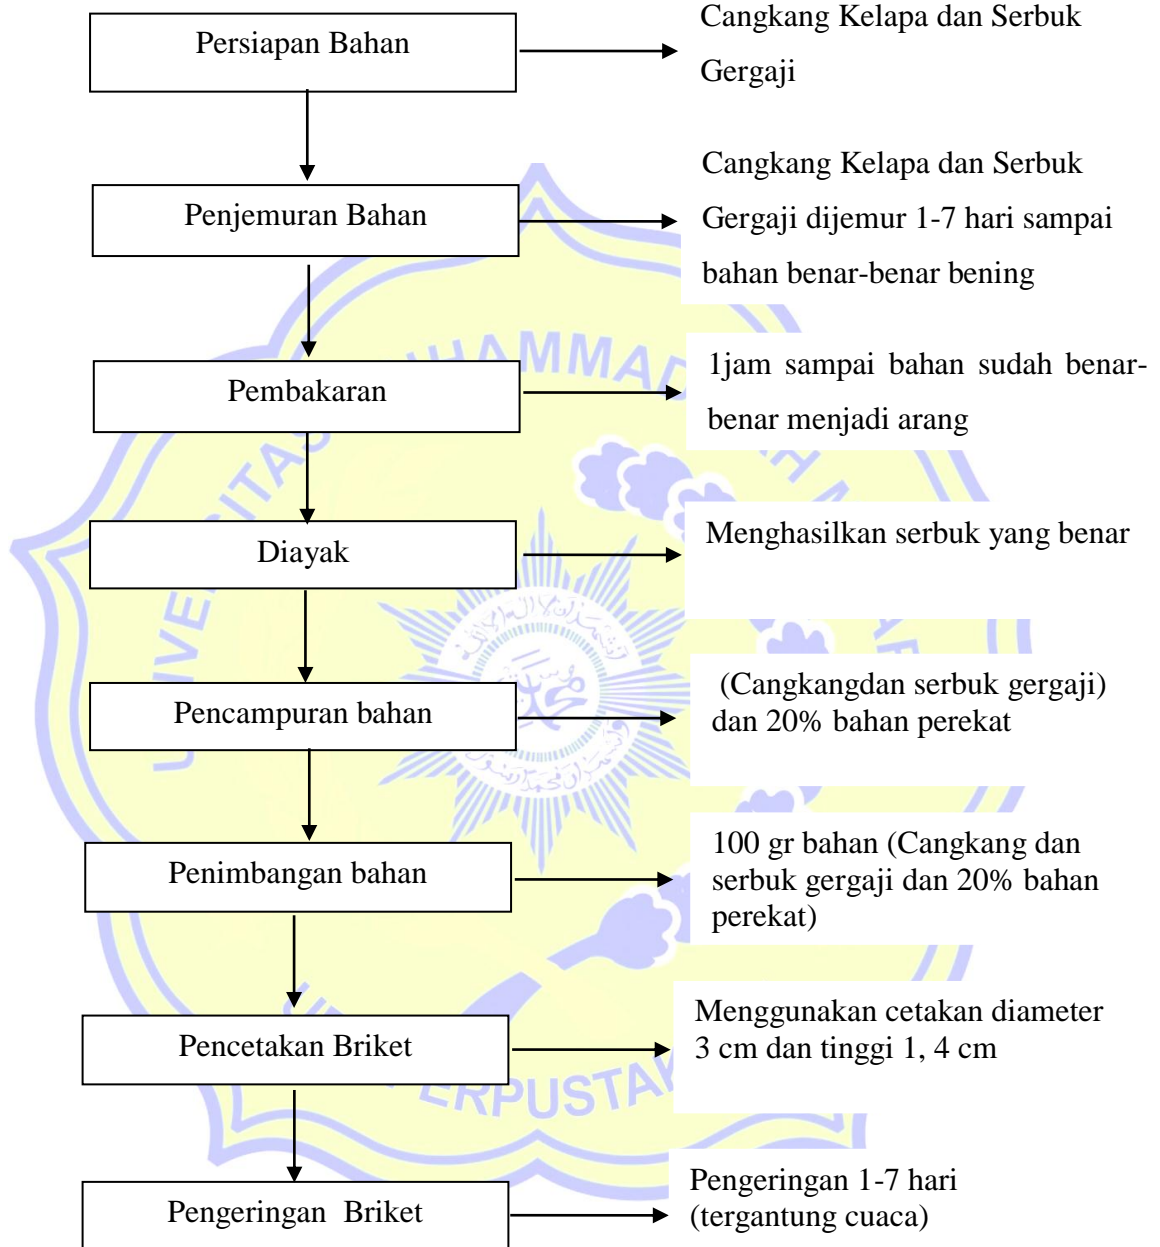 Persiapan Bahan
Cangkang Kelapa dan Serbuk
Gergaji
Penjemuran Bahan
Cangkang Kelapa dan Serbuk
Gergaji dijemur 1-7 hari sampai
bahan benar-benar bening
Pembakaran
1jam sampai bahan sudah benar-
benar menjadi arang
Diayak
Menghasilkan serbuk yang benar
Pencampuran bahan
(Cangkangdan serbuk gergaji)
dan 20% bahan perekat
Penimbangan bahan
100 gr bahan (Cangkang dan
serbuk gergaji dan 20% bahan
perekat)
Pencetakan Briket
Menggunakan cetakan diameter
3 cm dan tinggi 1, 4 cm
Pengeringan  Briket
Pengeringan 1-7 hari
(tergantung cuaca)